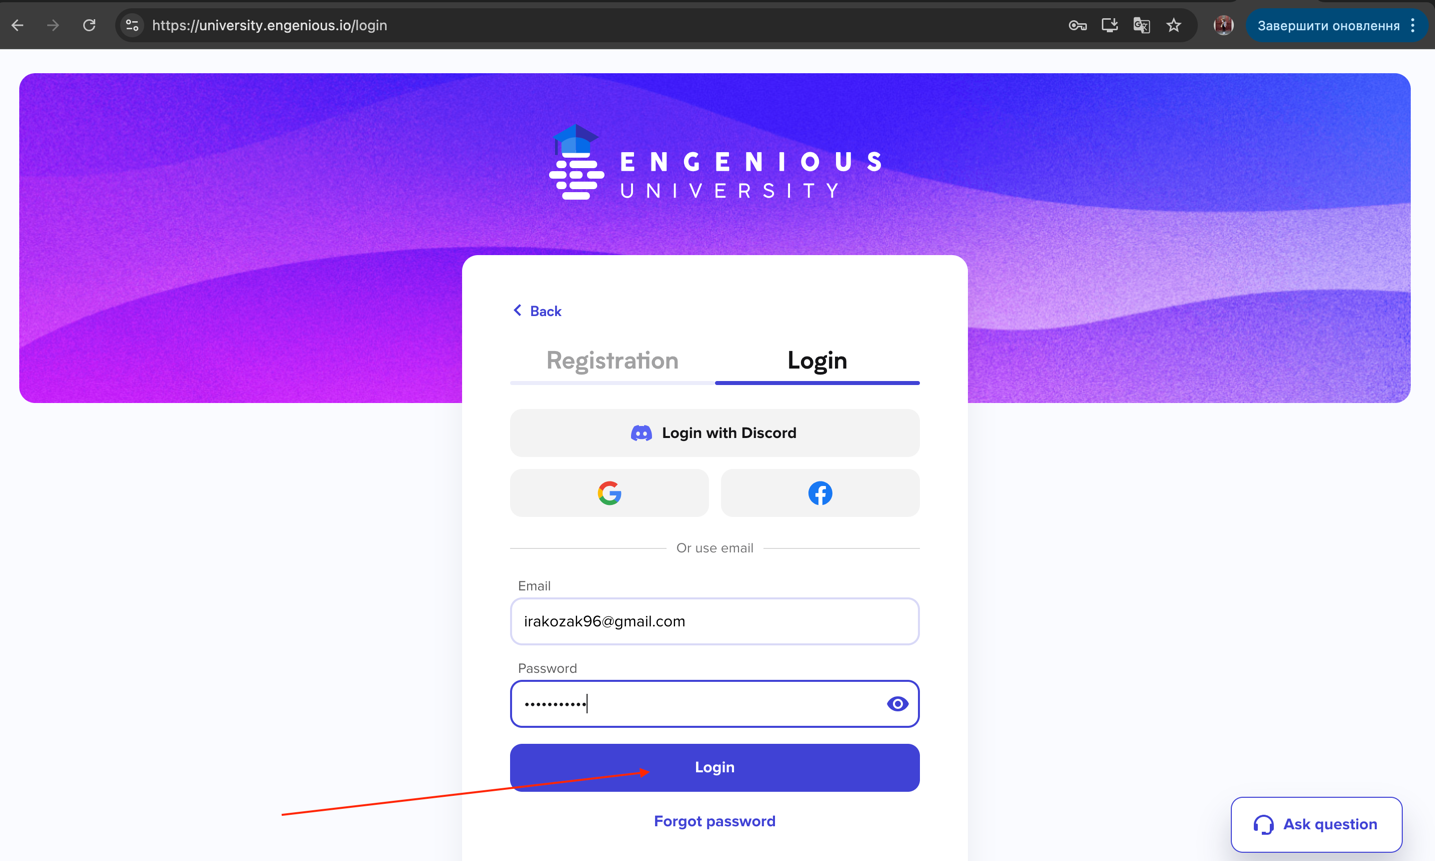 https://university.engenious.io/login
Завершити оновлення
ENGENIOUS
UNIVERSITY
Back
Registration
Login
Login with Discord
Or use email
Email
irakozak96@gmail.com
Password
•••••••••••
Login
Forgot password
Ask question